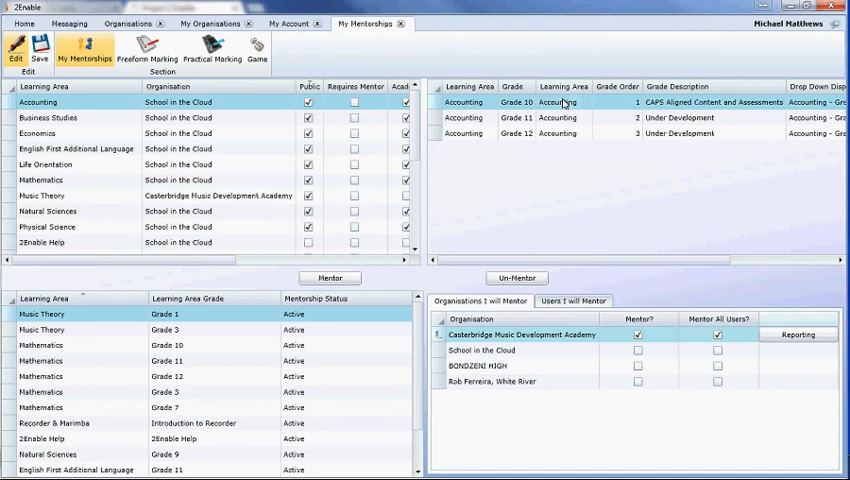 2Enable
Home Messaging Organisations My Organisations My Account My Mentorships Michael Matthews
Edit Save My Mentorships Freeform Marking Practical Marking Game
Edit Section
Learning Area Organisation Public Requires Mentor Acad
Accounting School in the Cloud
Business Studies School in the Cloud
Economics School in the Cloud
English First Additional Language School in the Cloud
Life Orientation School in the Cloud
Mathematics School in the Cloud
Music Theory Casterbridge Music Development Academy
Natural Sciences School in the Cloud
Physical Science School in the Cloud
2Enable Help School in the Cloud
Learning Area Grade Learning Area Grade Order Grade Description Drop Down Disp
Accounting Grade 10 Accounting 1 CAPS Aligned Content and Assessments Accounting - Gra
Accounting Grade 11 Accounting 2 Under Development Accounting - Gra
Accounting Grade 12 Accounting 3 Under Development Accounting - Gra
Mentor Un-Mentor
Learning Area Learning Area Grade Mentorship Status
Music Theory Grade 1 Active
Music Theory Grade 3 Active
Mathematics Grade 10 Active
Mathematics Grade 11 Active
Mathematics Grade 12 Active
Mathematics Grade 3 Active
Mathematics Grade 7 Active
Recorder & Marimba Introduction to Recorder Active
2Enable Help 2Enable Help Active
Natural Sciences Grade 9 Active
English First Additional Language Grade 11 Active
Organisations I will Mentor Users I will Mentor
Organisation Mentor? Mentor All Users?
Casterbridge Music Development Academy Reporting
School in the Cloud
BONDZENI HIGH
Rob Ferreira, White River